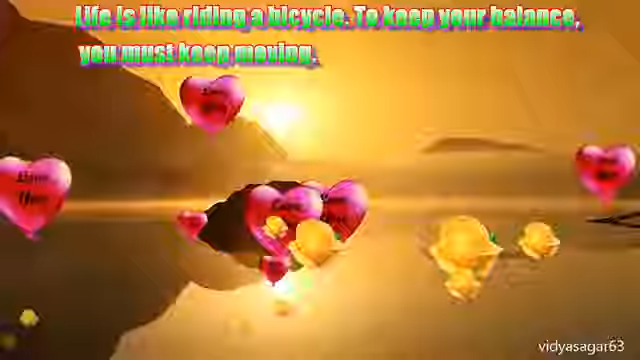 Life is like riding a bicycle. To keep your balance,
you must keep moving.
vidyasagar63